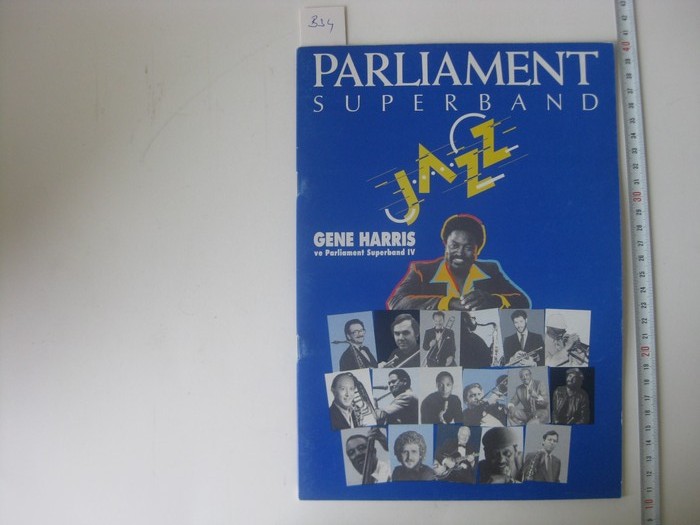 B34
PARLIAMENT
SUPERBAND
JAZZ
GENE HARRIS
ve Parliament Superband IV